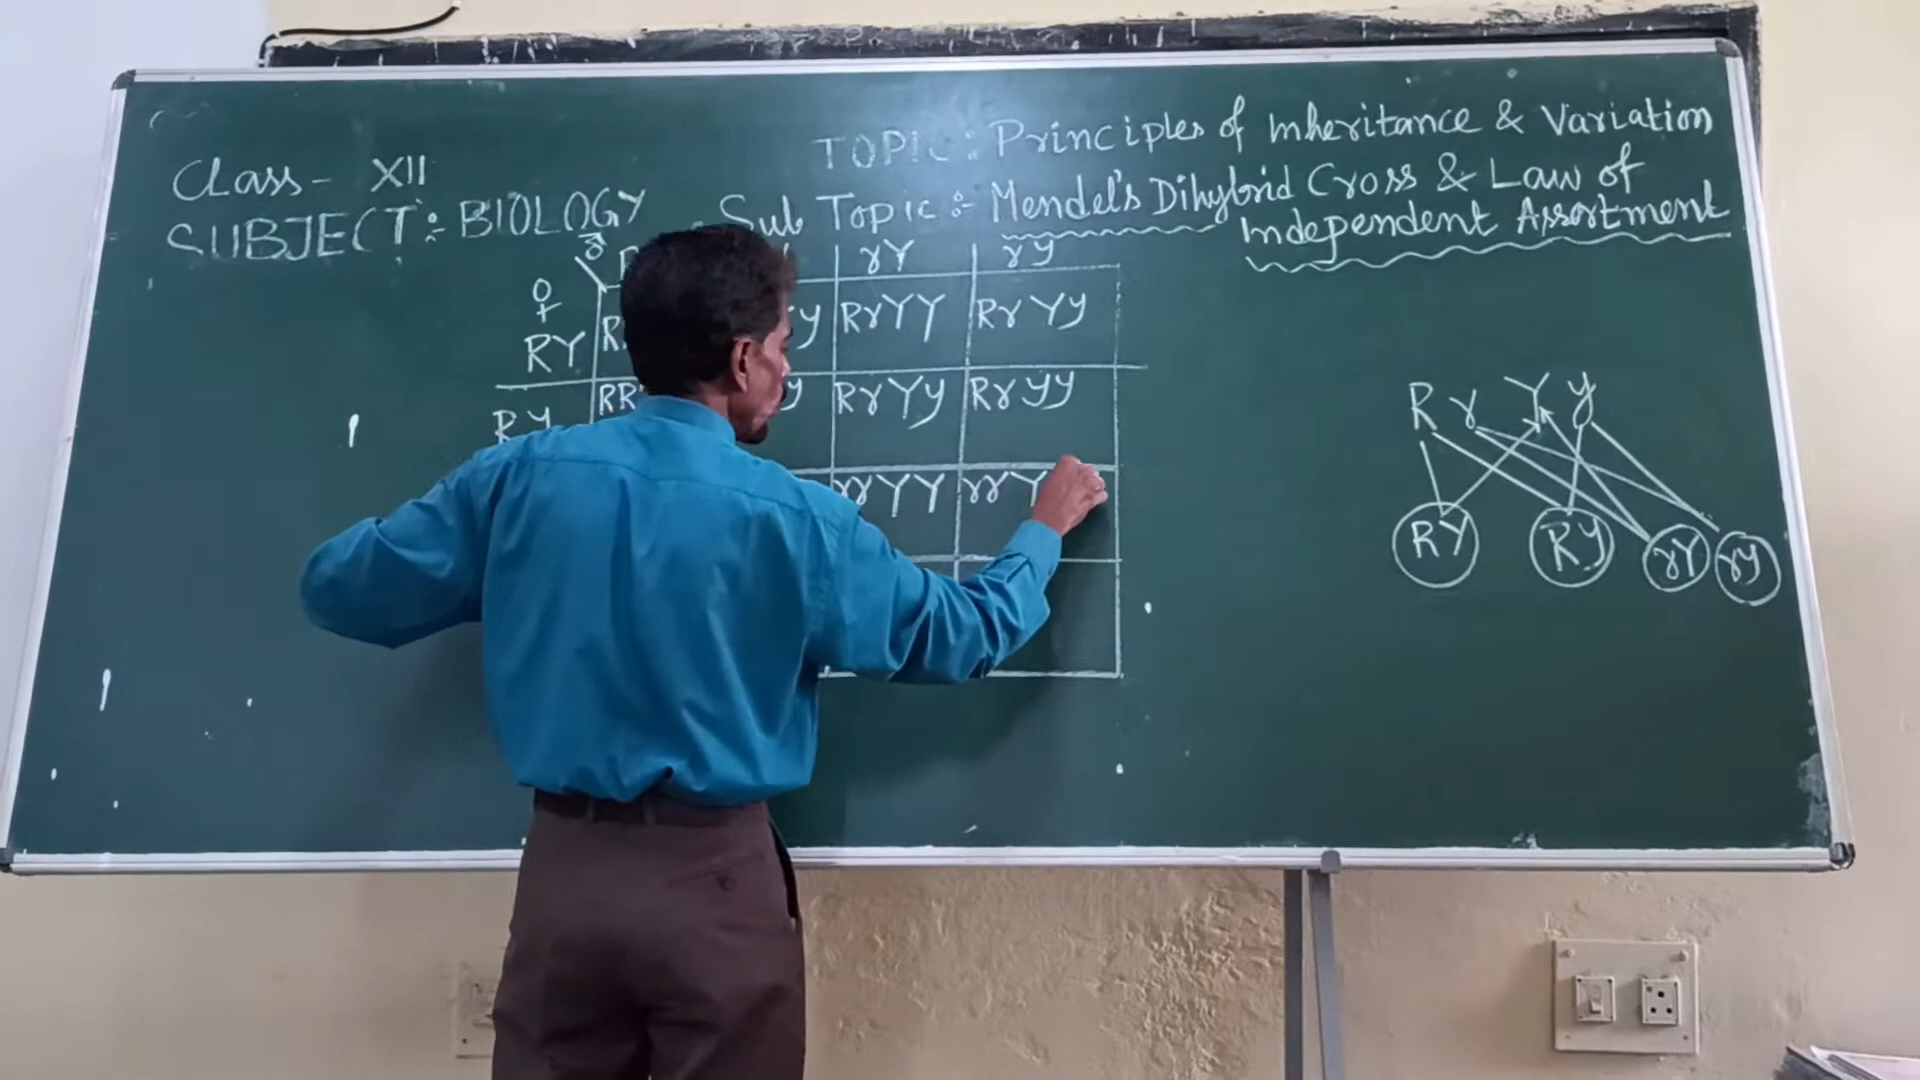 TOPIC : Principles of Inheritance & Variation
Class - XII
Sub Topic :- Mendel's Dihybrid Cross & Law of
Independent Assortment
SUBJECT :- BIOLOGY
♂
rY ry
♀
RY RrYY RrYy
Ry RrYy Rryy
rrYY
R r Y y
RY Ry rY ry